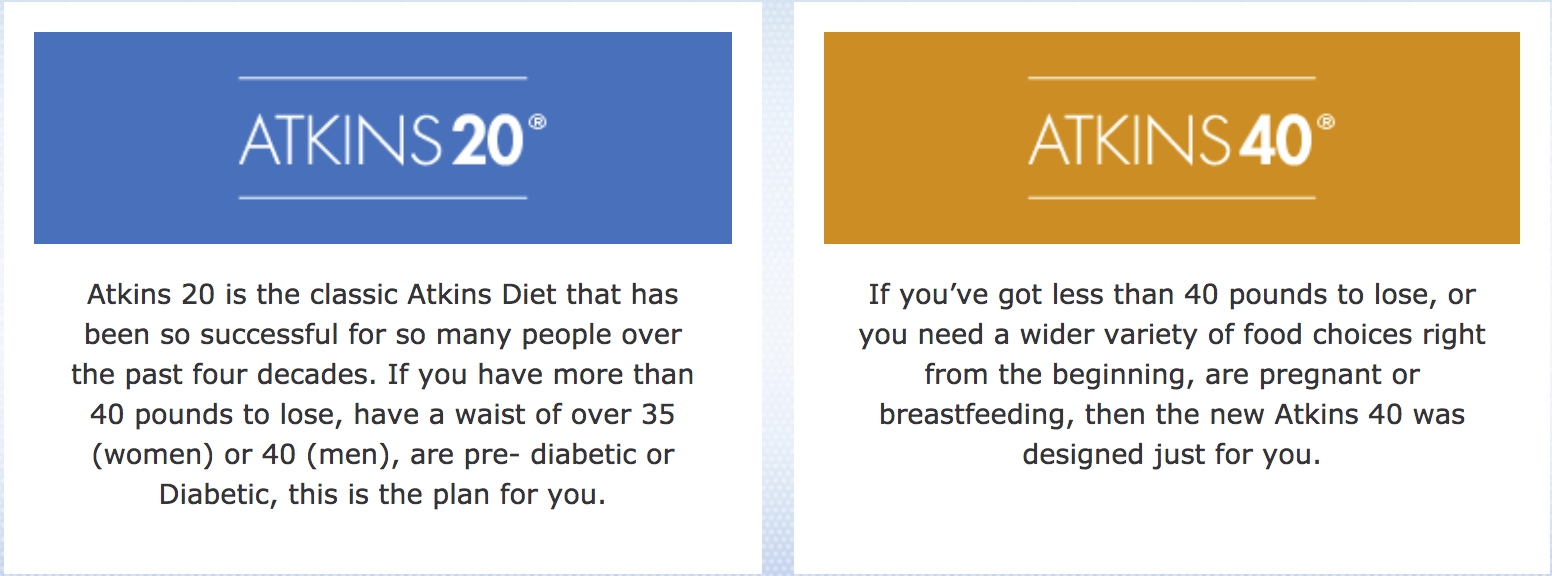 ATKINS 20®
Atkins 20 is the classic Atkins Diet that has
been so successful for so many people over
the past four decades. If you have more than
40 pounds to lose, have a waist of over 35
(women) or 40 (men), are pre- diabetic or
Diabetic, this is the plan for you.
ATKINS 40®
If you’ve got less than 40 pounds to lose, or
you need a wider variety of food choices right
from the beginning, are pregnant or
breastfeeding, then the new Atkins 40 was
designed just for you.